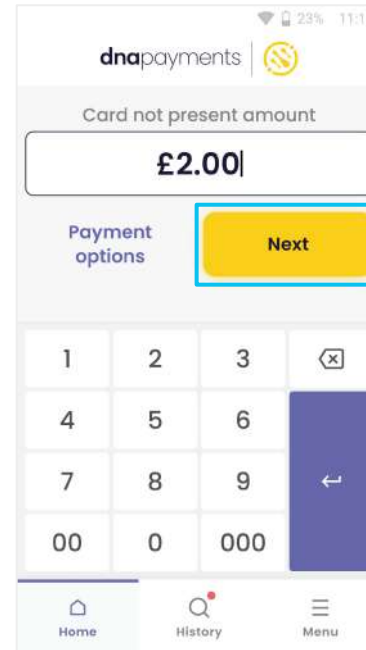 23% 11:1
dnapayments
Card not present amount
£2.00
Payment
options
Next
1 2 3
4 5 6
7 8 9
00 0 000
Home History Menu